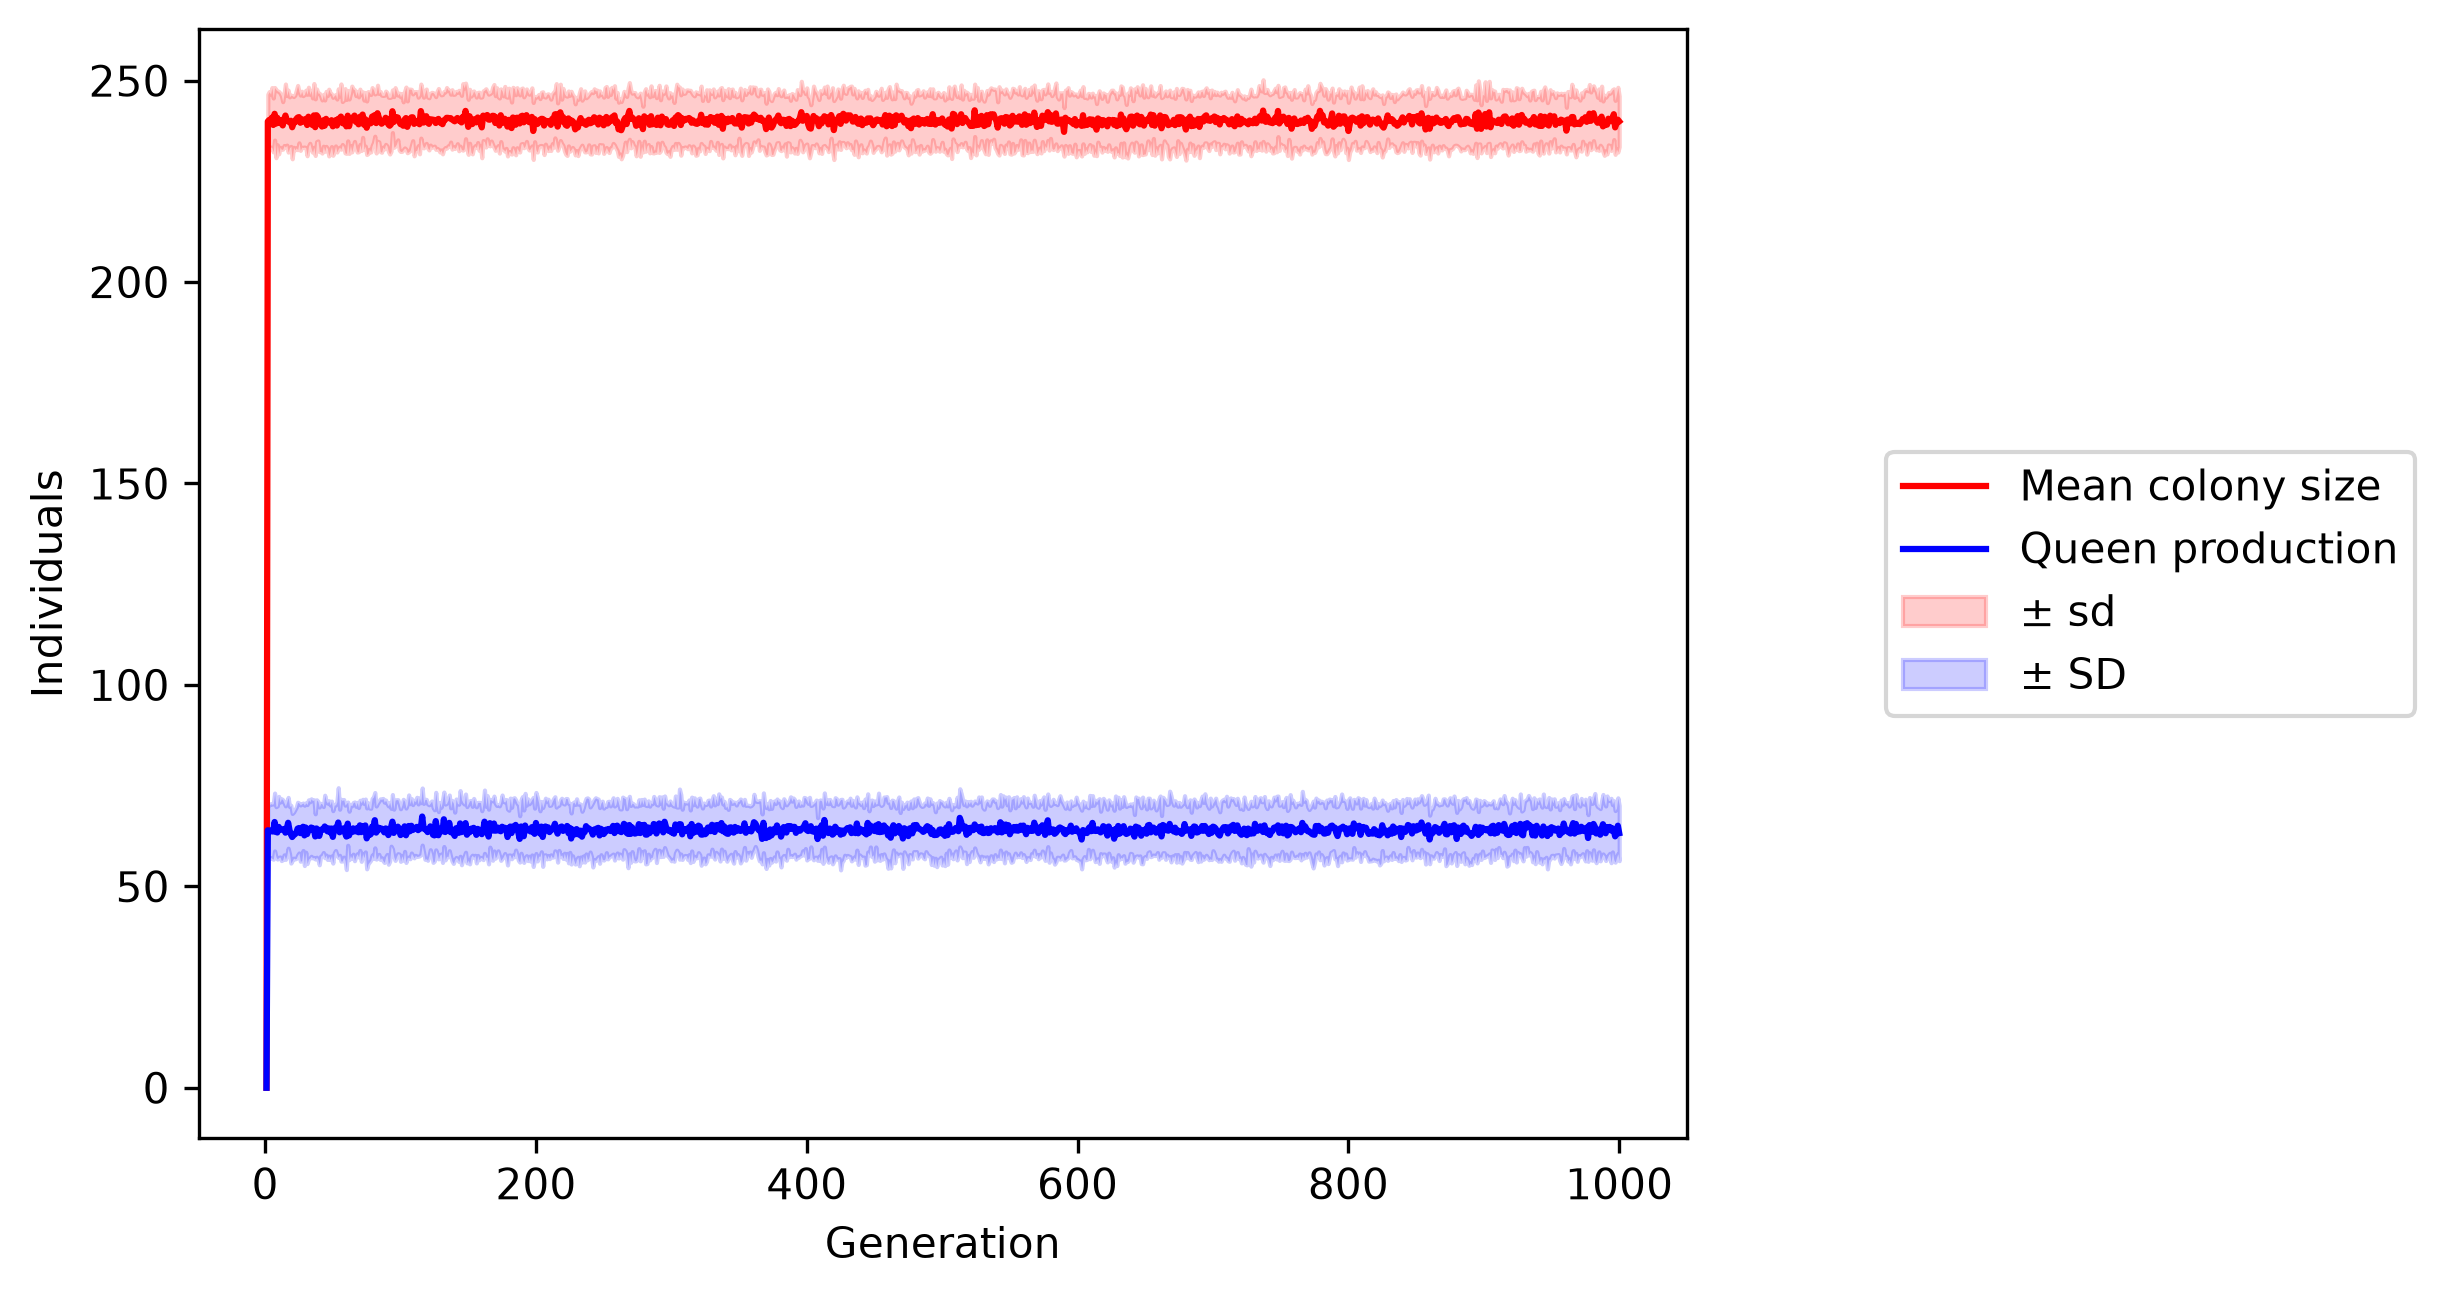 250
200
150
100
50
0
Individuals
0 200 400 600 800 1000
Generation
Mean colony size
Queen production
± sd
± SD